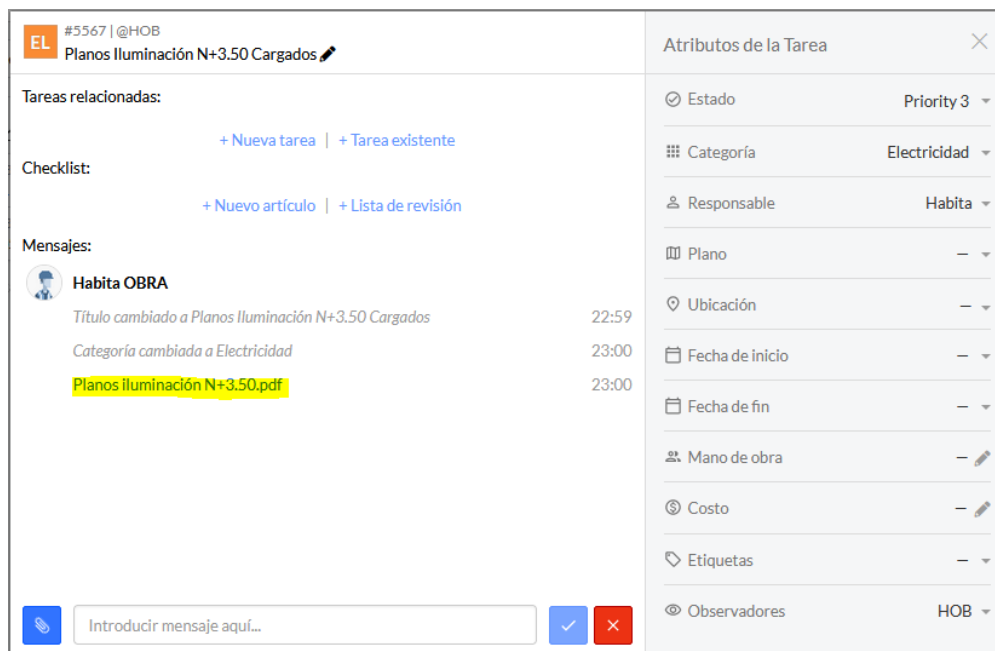 EL
#5567 | @HOB
Planos Iluminación N+3.50 Cargados
Tareas relacionadas:
+ Nueva tarea | + Tarea existente
Checklist:
+ Nuevo artículo | + Lista de revisión
Mensajes:
Habita OBRA
Título cambiado a Planos Iluminación N+3.50 Cargados 22:59
Categoría cambiada a Electricidad 23:00
Planos iluminación N+3.50.pdf 23:00
Introducir mensaje aquí...
Atributos de la Tarea
Estado Priority 3
Categoría Electricidad
Responsable Habita
Plano –
Ubicación –
Fecha de inicio –
Fecha de fin –
Mano de obra –
Costo –
Etiquetas –
Observadores HOB